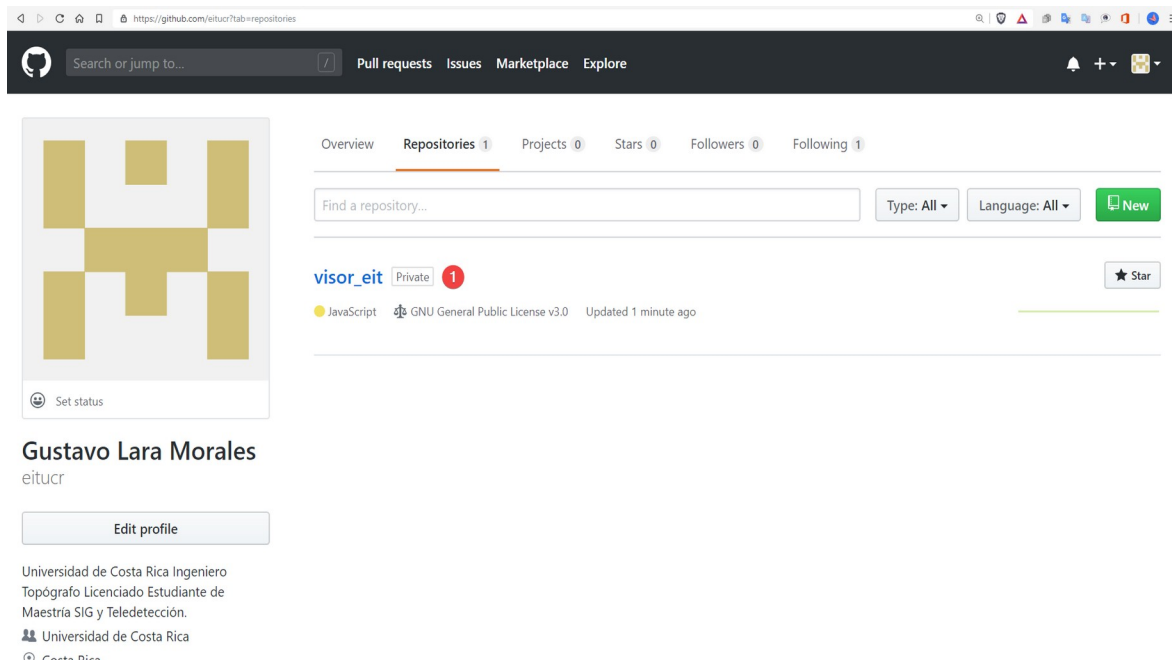 https://github.com/eitucr?tab=repositories
Search or jump to... / Pull requests Issues Marketplace Explore
Overview Repositories 1 Projects 0 Stars 0 Followers 0 Following 1
Find a repository... Type: All Language: All New
visor_eit Private 1 Star
JavaScript GNU General Public License v3.0 Updated 1 minute ago
Set status
Gustavo Lara Morales
eitucr
Edit profile
Universidad de Costa Rica Ingeniero
Topógrafo Licenciado Estudiante de
Maestría SIG y Teledetección.
Universidad de Costa Rica
Costa Rica